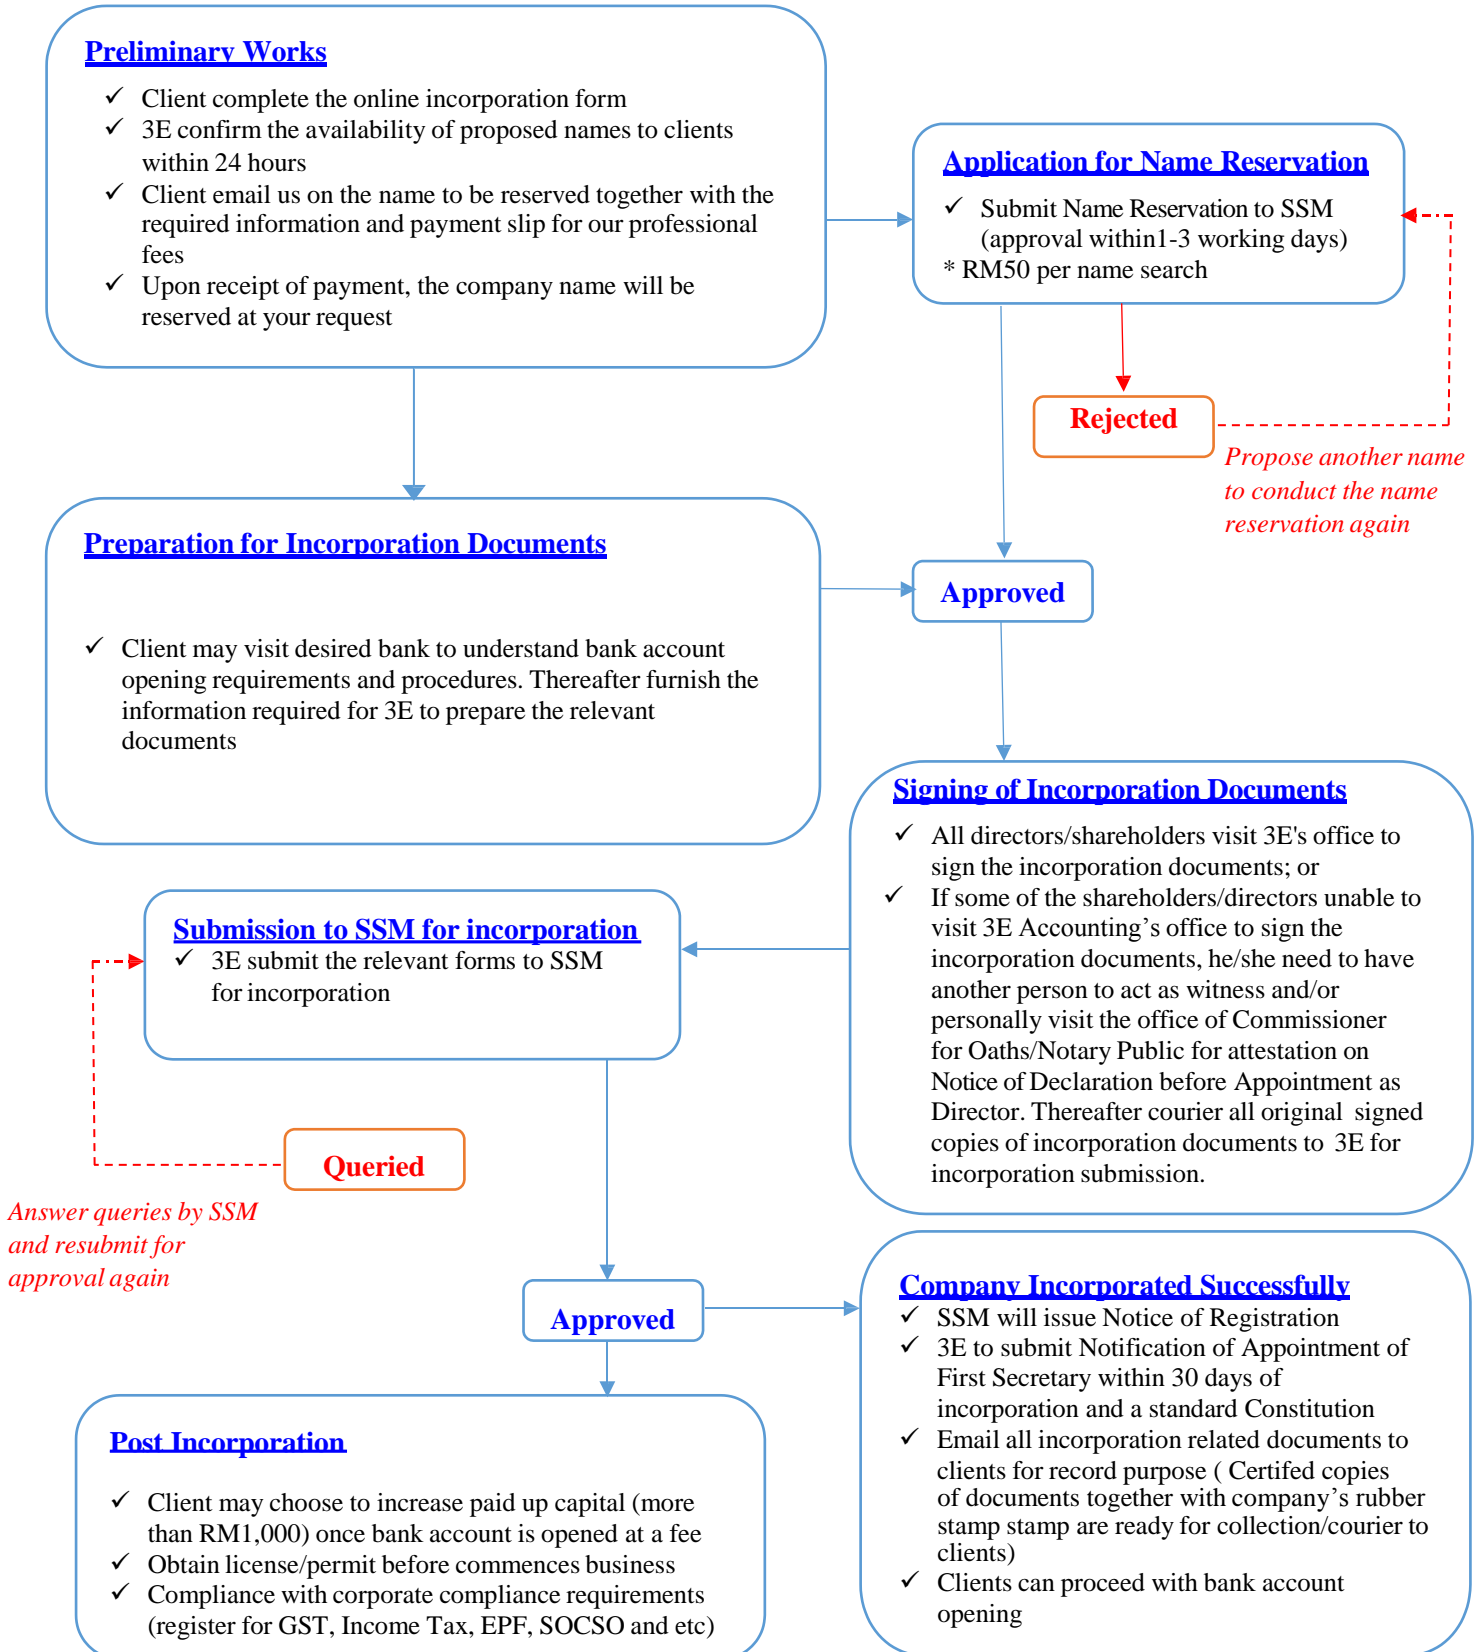 Preliminary Works
✓ Client complete the online incorporation form
✓ 3E confirm the availability of proposed names to clients
within 24 hours
✓ Client email us on the name to be reserved together with the
required information and payment slip for our professional
fees
✓ Upon receipt of payment, the company name will be
reserved at your request
Application for Name Reservation
✓ Submit Name Reservation to SSM
(approval within1-3 working days)
* RM50 per name search
Rejected
Propose another name
to conduct the name
reservation again
Preparation for Incorporation Documents
✓ Client may visit desired bank to understand bank account
opening requirements and procedures. Thereafter furnish the
information required for 3E to prepare the relevant
documents
Approved
Signing of Incorporation Documents
✓ All directors/shareholders visit 3E's office to
sign the incorporation documents; or
✓ If some of the shareholders/directors unable to
visit 3E Accounting’s office to sign the
incorporation documents, he/she need to have
another person to act as witness and/or
personally visit the office of Commissioner
for Oaths/Notary Public for attestation on
Notice of Declaration before Appointment as
Director. Thereafter courier all original signed
copies of incorporation documents to 3E for
incorporation submission.
Submission to SSM for incorporation
✓ 3E submit the relevant forms to SSM
for incorporation
Queried
Answer queries by SSM
and resubmit for
approval again
Approved
Company Incorporated Successfully
✓ SSM will issue Notice of Registration
✓ 3E to submit Notification of Appointment of
First Secretary within 30 days of
incorporation and a standard Constitution
✓ Email all incorporation related documents to
clients for record purpose ( Certifed copies
of documents together with company’s rubber
stamp stamp are ready for collection/courier to
clients)
✓ Clients can proceed with bank account
opening
Post Incorporation
✓ Client may choose to increase paid up capital (more
than RM1,000) once bank account is opened at a fee
✓ Obtain license/permit before commences business
✓ Compliance with corporate compliance requirements
(register for GST, Income Tax, EPF, SOCSO and etc)